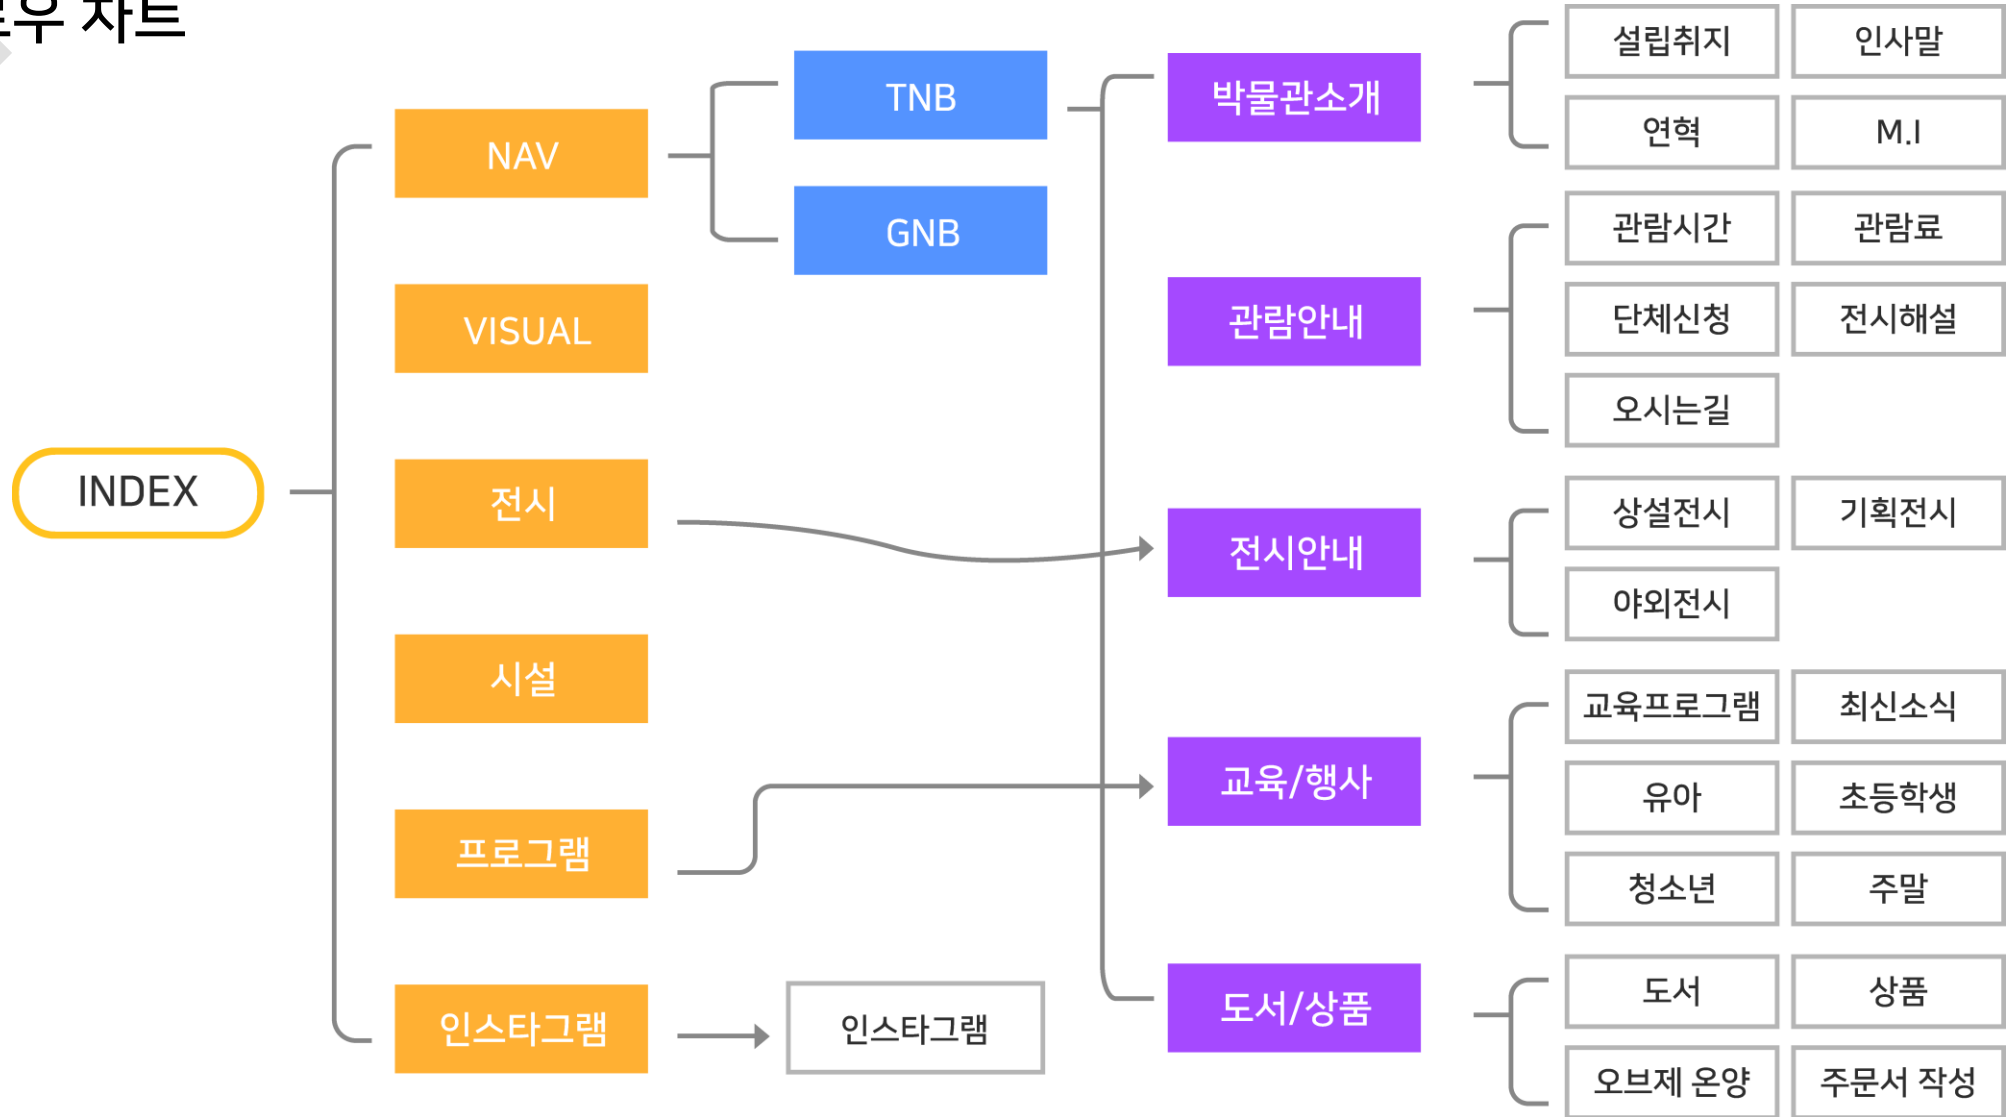 로우 차트
INDEX
NAV
VISUAL
전시
시설
프로그램
인스타그램
TNB
GNB
인스타그램
박물관소개
설립취지
인사말
연혁
M.I
관람안내
관람시간
관람료
단체신청
전시해설
오시는길
전시안내
상설전시
기획전시
야외전시
교육/행사
교육프로그램
최신소식
유아
초등학생
청소년
주말
도서/상품
도서
상품
오브제 온양
주문서 작성